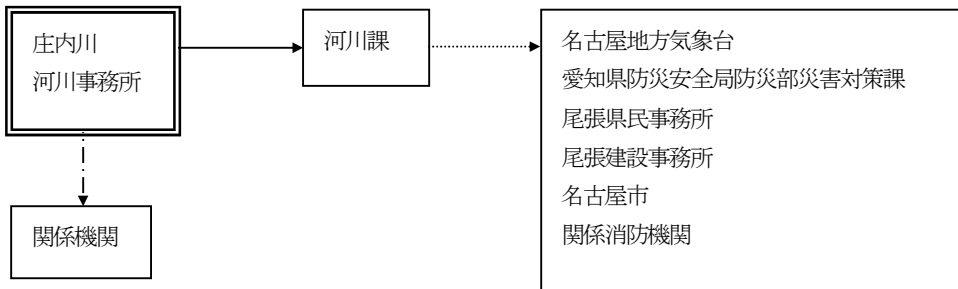 庄内川
河川事務所
河川課
名古屋地方気象台
愛知県防災安全局防災部災害対策課
尾張県民事務所
尾張建設事務所
名古屋市
関係消防機関
関係機関